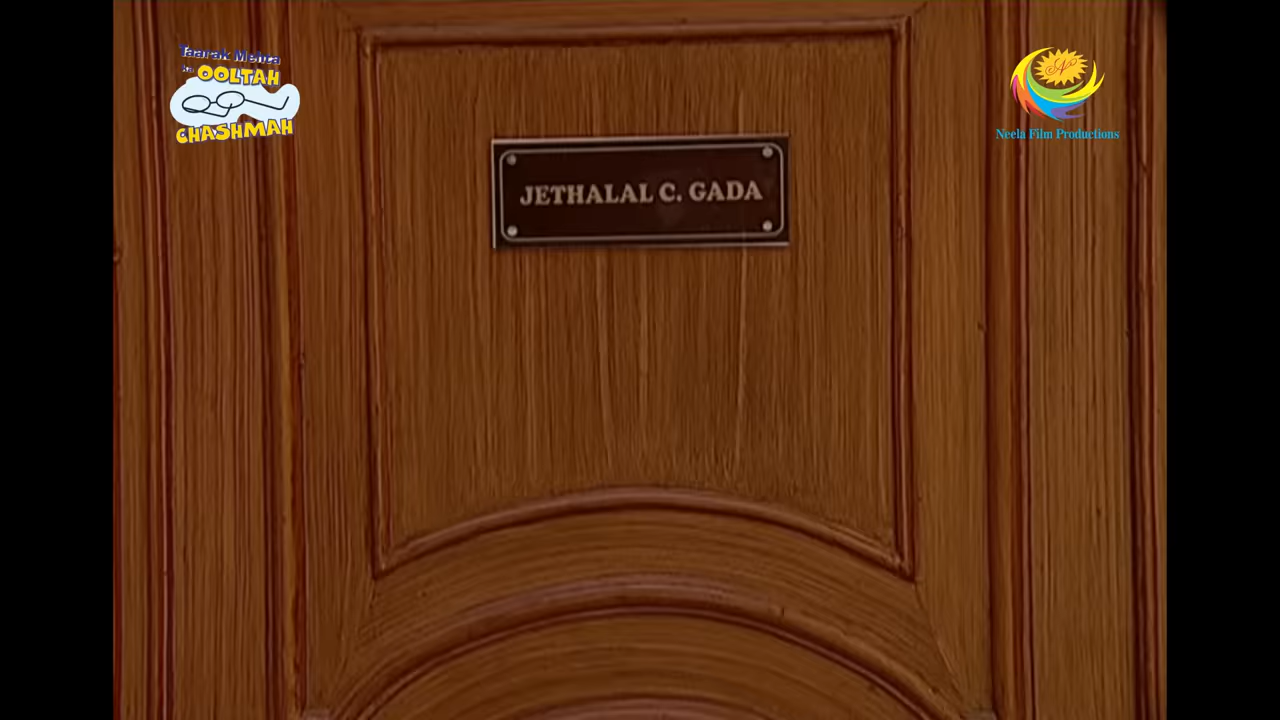 Taarak Mehta
ka OOLTAH
CHASHMAH
Neela Film Productions
JETHALAL C. GADA